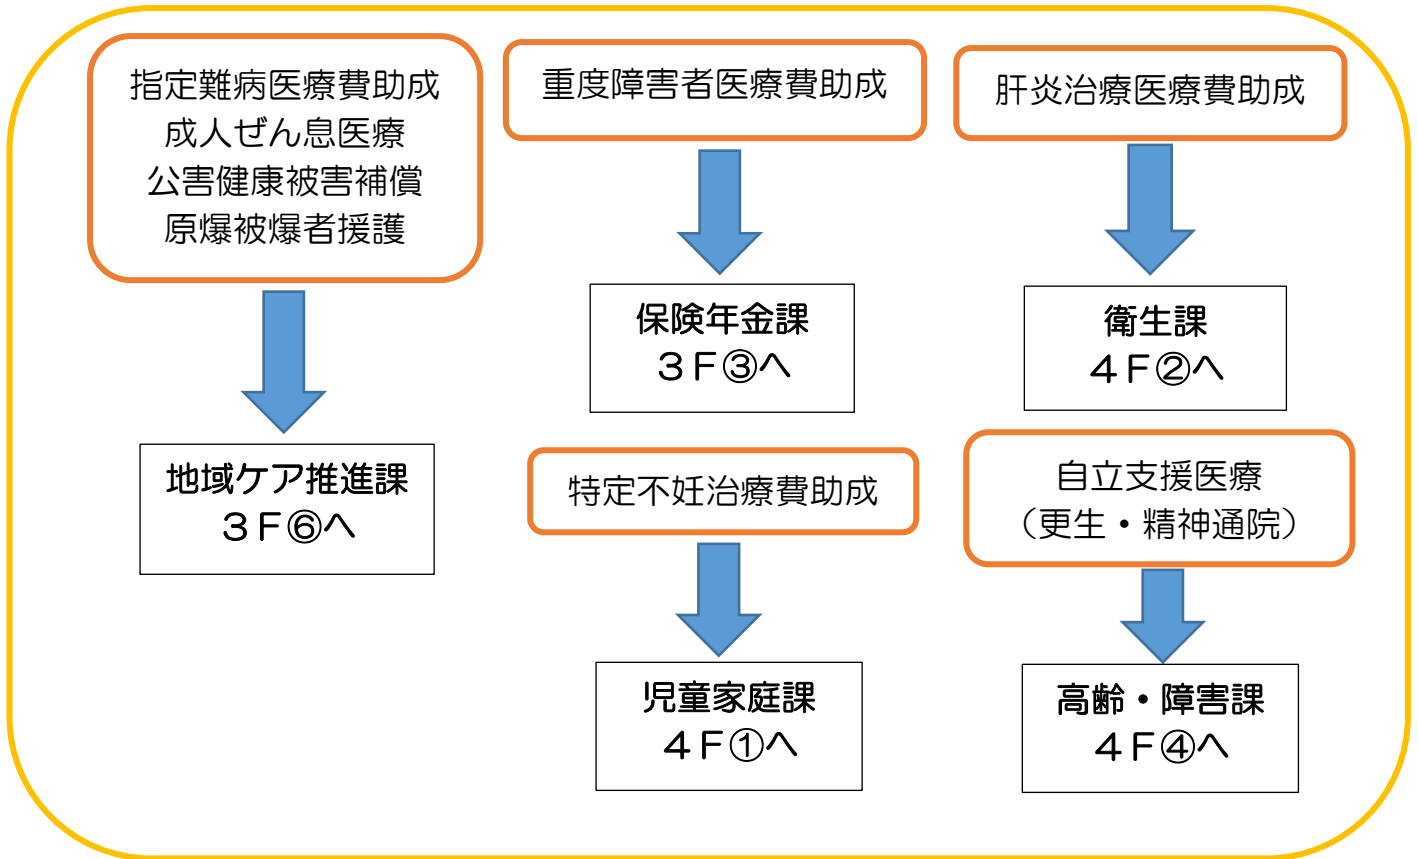 指定難病医療費助成
成人ぜん息医療
公害健康被害補償
原爆被爆者援護
地域ケア推進課
３Ｆ⑥へ
重度障害者医療費助成
保険年金課
３Ｆ③へ
肝炎治療医療費助成
衛生課
４Ｆ②へ
特定不妊治療費助成
児童家庭課
４Ｆ①へ
自立支援医療
（更生・精神通院）
高齢・障害課
４Ｆ④へ